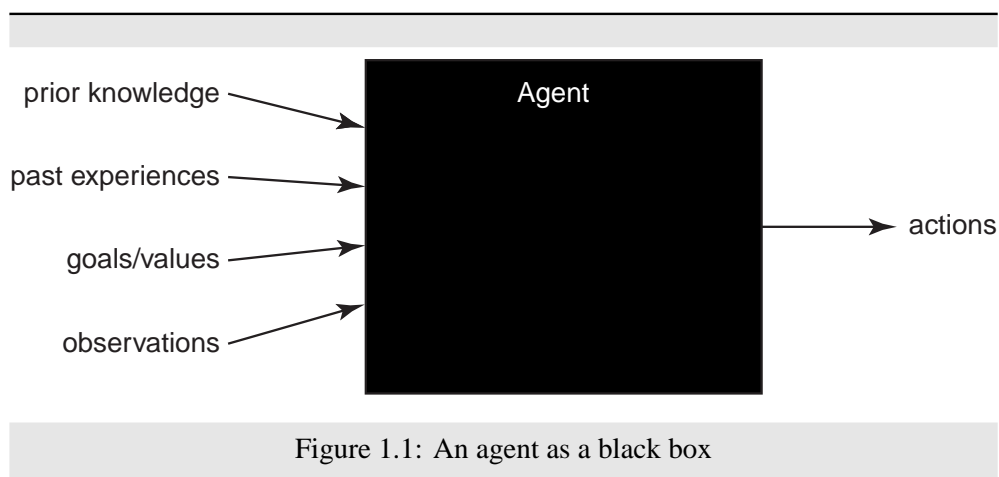 prior knowledge
Agent
past experiences
goals/values
observations
actions
Figure 1.1: An agent as a black box